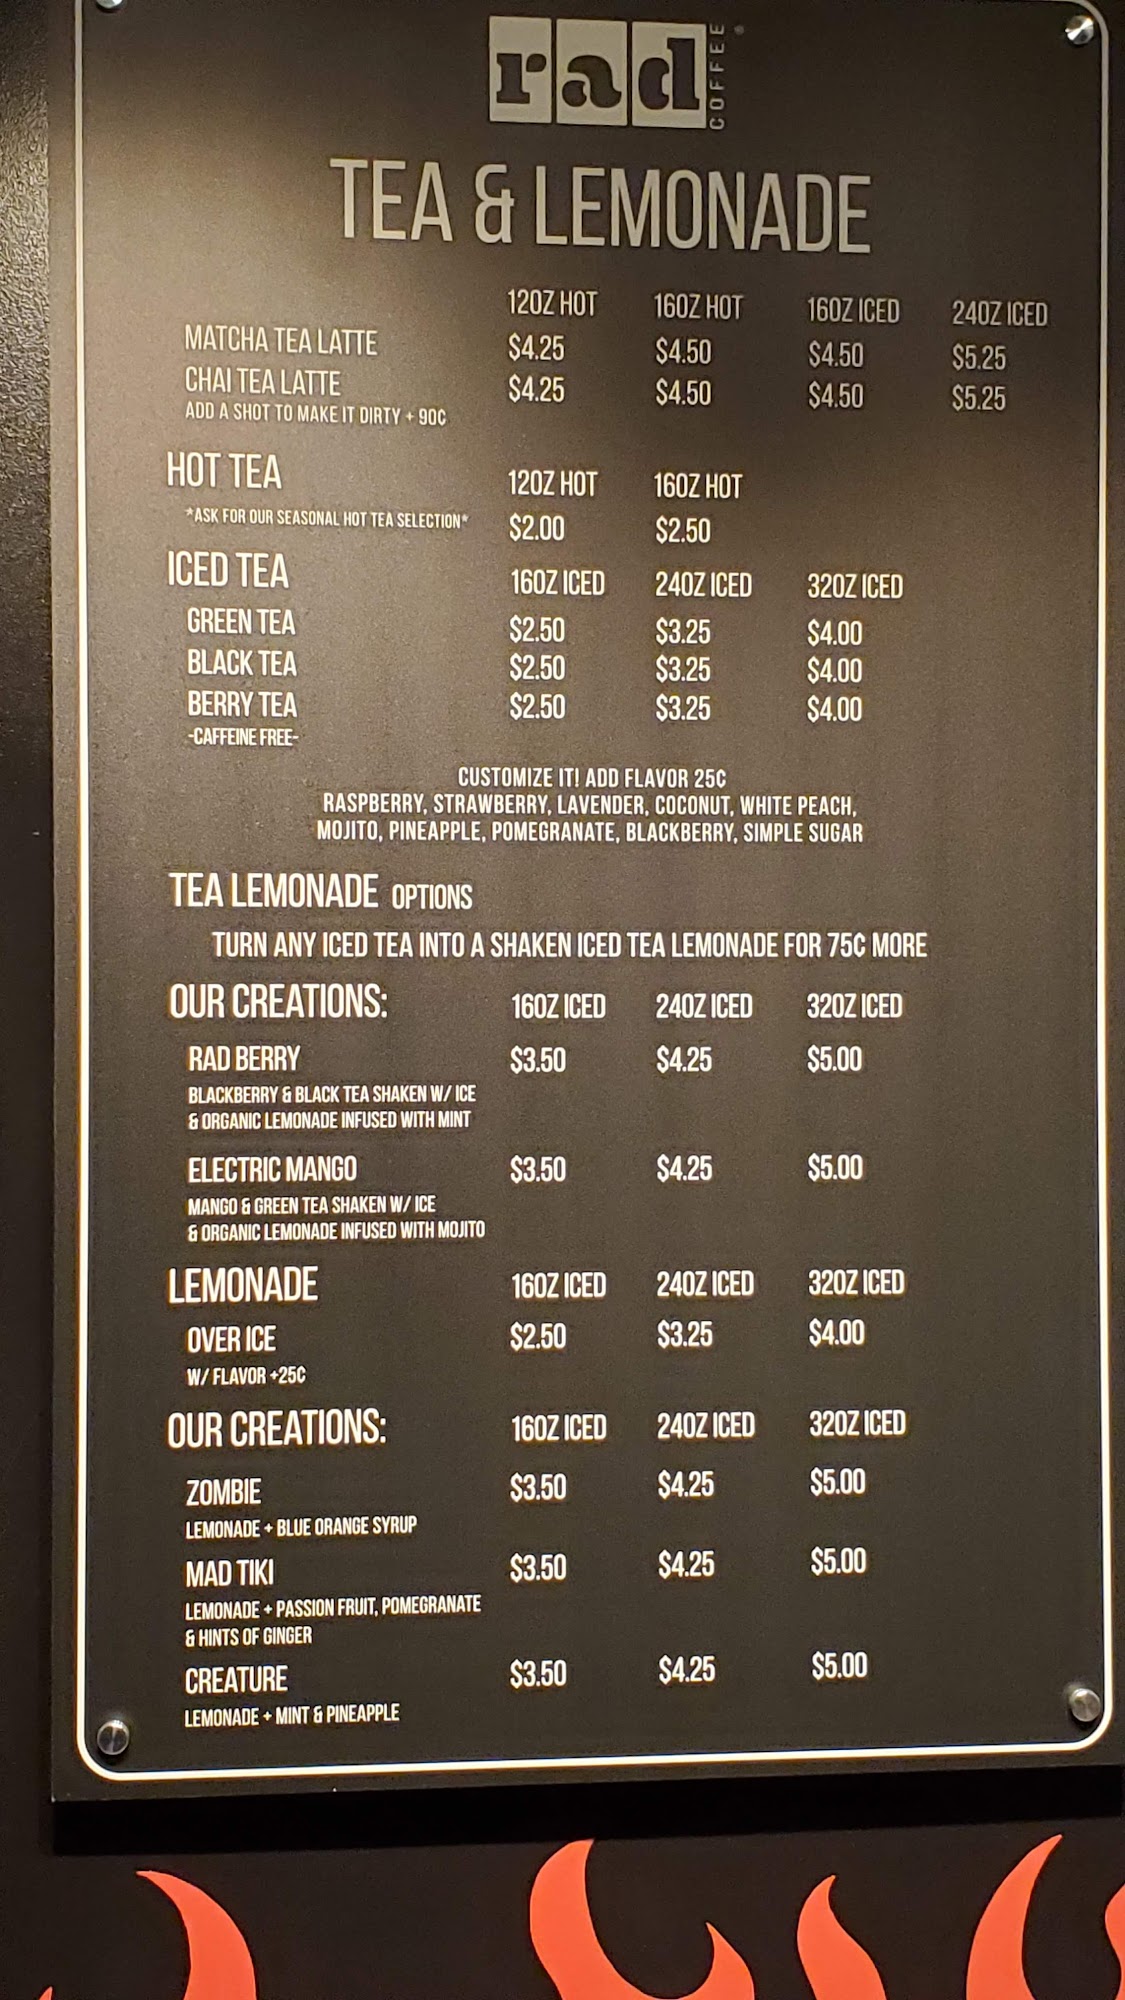 rad COFFEE®
TEA & LEMONADE
12OZ HOT 16OZ HOT 16OZ ICED 24OZ ICED
MATCHA TEA LATTE $4.25 $4.50 $4.50 $5.25
CHAI TEA LATTE $4.25 $4.50 $4.50 $5.25
ADD A SHOT TO MAKE IT DIRTY + 90¢
HOT TEA 12OZ HOT 16OZ HOT
*ASK FOR OUR SEASONAL HOT TEA SELECTION* $2.00 $2.50
ICED TEA 16OZ ICED 24OZ ICED 32OZ ICED
GREEN TEA $2.50 $3.25 $4.00
BLACK TEA $2.50 $3.25 $4.00
BERRY TEA $2.50 $3.25 $4.00
-CAFFEINE FREE-
CUSTOMIZE IT! ADD FLAVOR 25¢
RASPBERRY, STRAWBERRY, LAVENDER, COCONUT, WHITE PEACH,
MOJITO, PINEAPPLE, POMEGRANATE, BLACKBERRY, SIMPLE SUGAR
TEA LEMONADE OPTIONS
TURN ANY ICED TEA INTO A SHAKEN ICED TEA LEMONADE FOR 75¢ MORE
OUR CREATIONS: 16OZ ICED 24OZ ICED 32OZ ICED
RAD BERRY $3.50 $4.25 $5.00
BLACKBERRY & BLACK TEA SHAKEN W/ ICE
& ORGANIC LEMONADE INFUSED WITH MINT
ELECTRIC MANGO $3.50 $4.25 $5.00
MANGO & GREEN TEA SHAKEN W/ ICE
& ORGANIC LEMONADE INFUSED WITH MOJITO
LEMONADE 16OZ ICED 24OZ ICED 32OZ ICED
OVER ICE $2.50 $3.25 $4.00
W/ FLAVOR +25¢
OUR CREATIONS: 16OZ ICED 24OZ ICED 32OZ ICED
ZOMBIE $3.50 $4.25 $5.00
LEMONADE + BLUE ORANGE SYRUP
MAD TIKI $3.50 $4.25 $5.00
LEMONADE + PASSION FRUIT, POMEGRANATE
& HINTS OF GINGER
CREATURE $3.50 $4.25 $5.00
LEMONADE + MINT & PINEAPPLE